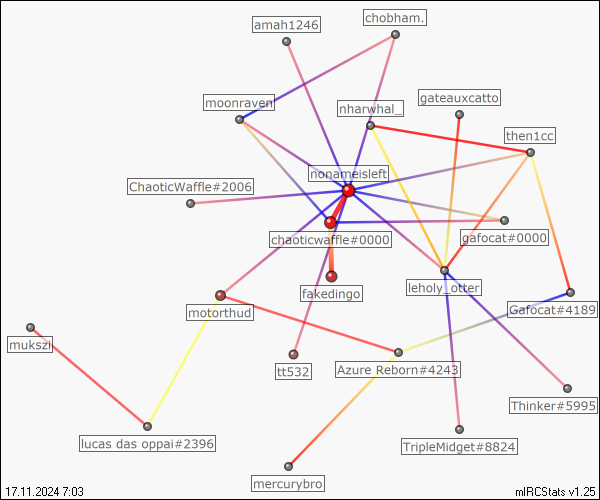 amah1246
chobham.
moonraven
nharwhal_
gateauxcatto
then1cc
nonameisleft
ChaoticWaffle#2006
chaoticwaffle#0000
gafocat#0000
fakedingo
leholy_otter
motorthud
Gafocat#4189
mukszi
tt532
Azure Reborn#4243
Thinker#5995
lucas das oppai#2396
TripleMidget#8824
mercurybro
17.11.2024 7:03
mIRCStats v1.25